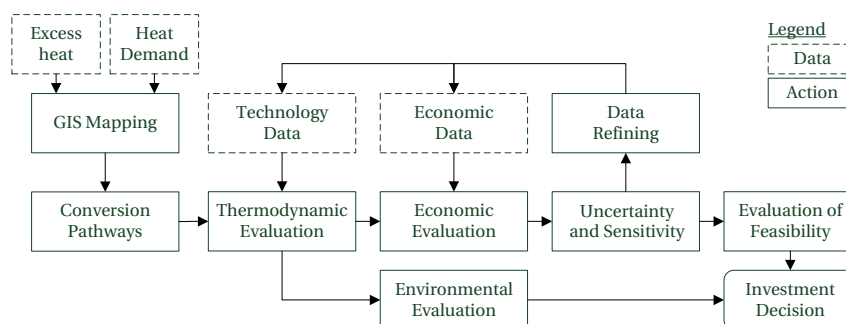 Excess
heat
Heat
Demand
Legend
Data
Action
GIS Mapping
Technology
Data
Economic
Data
Data
Refining
Conversion
Pathways
Thermodynamic
Evaluation
Economic
Evaluation
Uncertainty
and Sensitivity
Evaluation of
Feasibility
Environmental
Evaluation
Investment
Decision